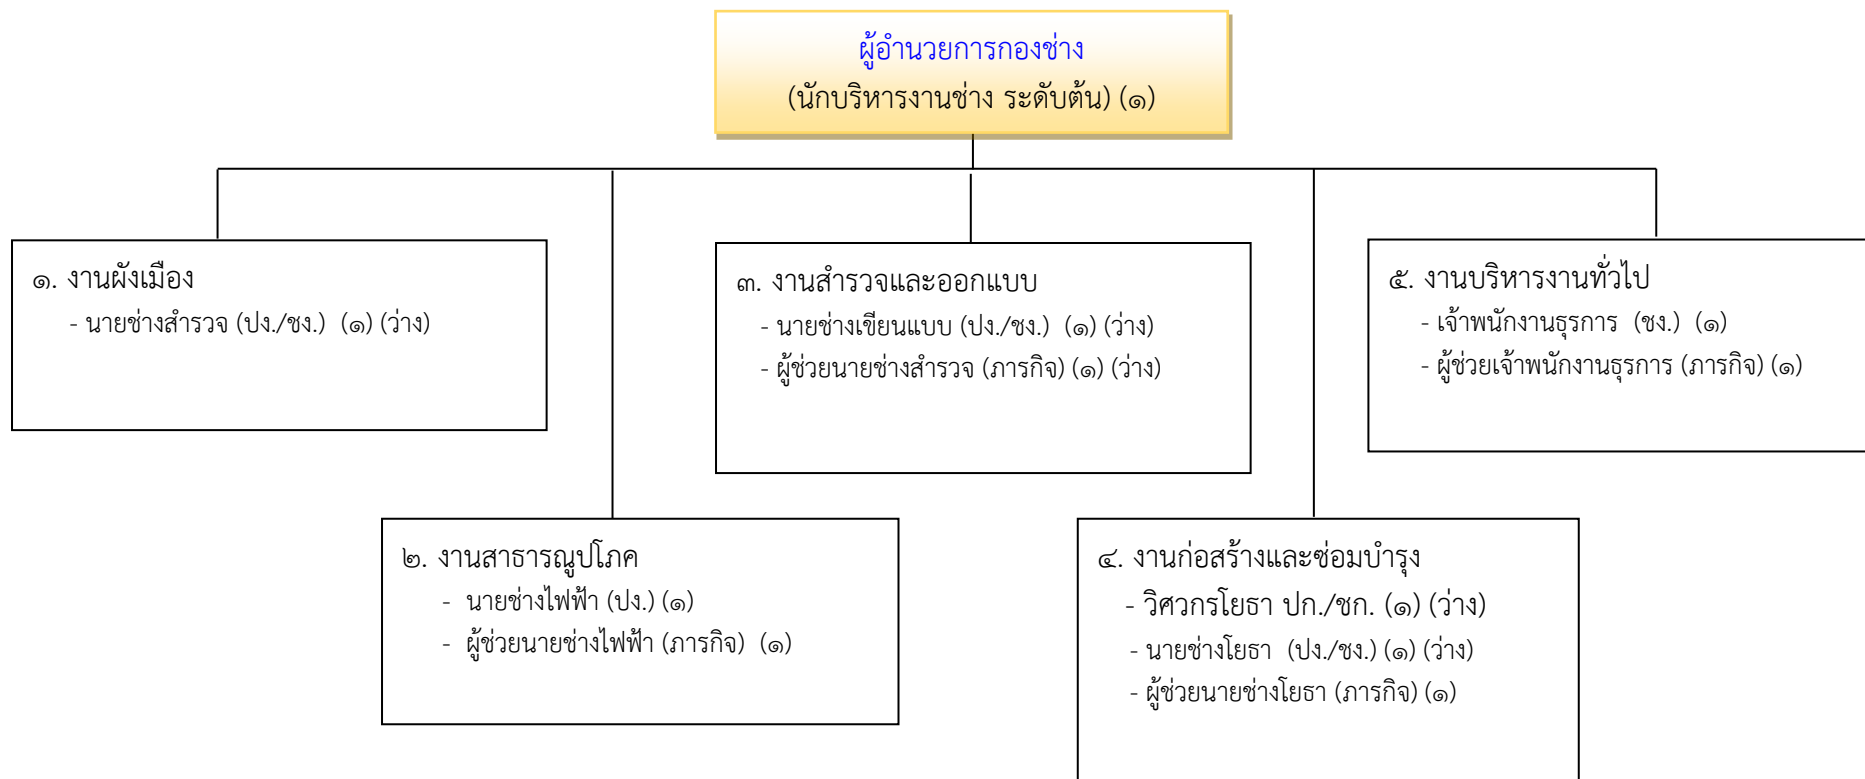 ผู้อำนวยการกองช่าง
(นักบริหารงานช่าง ระดับต้น) (๑)
๑. งานผังเมือง
- นายช่างสำรวจ (ปง./ชง.) (๑) (ว่าง)
๒. งานสาธารณูปโภค
- นายช่างไฟฟ้า (ปง.) (๑)
- ผู้ช่วยนายช่างไฟฟ้า (ภารกิจ) (๑)
๓. งานสำรวจและออกแบบ
- นายช่างเขียนแบบ (ปง./ชง.) (๑) (ว่าง)
- ผู้ช่วยนายช่างสำรวจ (ภารกิจ) (๑) (ว่าง)
๔. งานก่อสร้างและซ่อมบำรุง
- วิศวกรโยธา ปก./ชก. (๑) (ว่าง)
- นายช่างโยธา (ปง./ชง.) (๑) (ว่าง)
- ผู้ช่วยนายช่างโยธา (ภารกิจ) (๑)
๕. งานบริหารงานทั่วไป
- เจ้าพนักงานธุรการ (ชง.) (๑)
- ผู้ช่วยเจ้าพนักงานธุรการ (ภารกิจ) (๑)